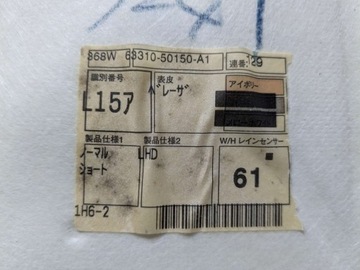 368W 63310-50150-A1 連番: 129
識別番号 表皮 アイボリー
L157 ベレーザ
製品仕様1 製品仕様2 W/H レインセンサー
ノーマル LHD
ショート
61
1H6-2